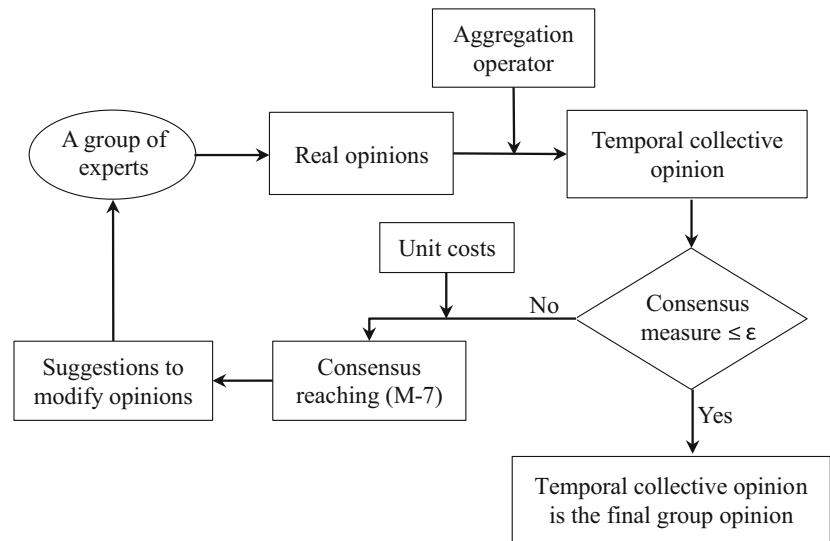 Aggregation
operator
A group of
experts
Real opinions
Temporal collective
opinion
Unit costs
No
Consensus
measure ≤ ε
Suggestions to
modify opinions
Consensus
reaching (M-7)
Yes
Temporal collective opinion
is the final group opinion